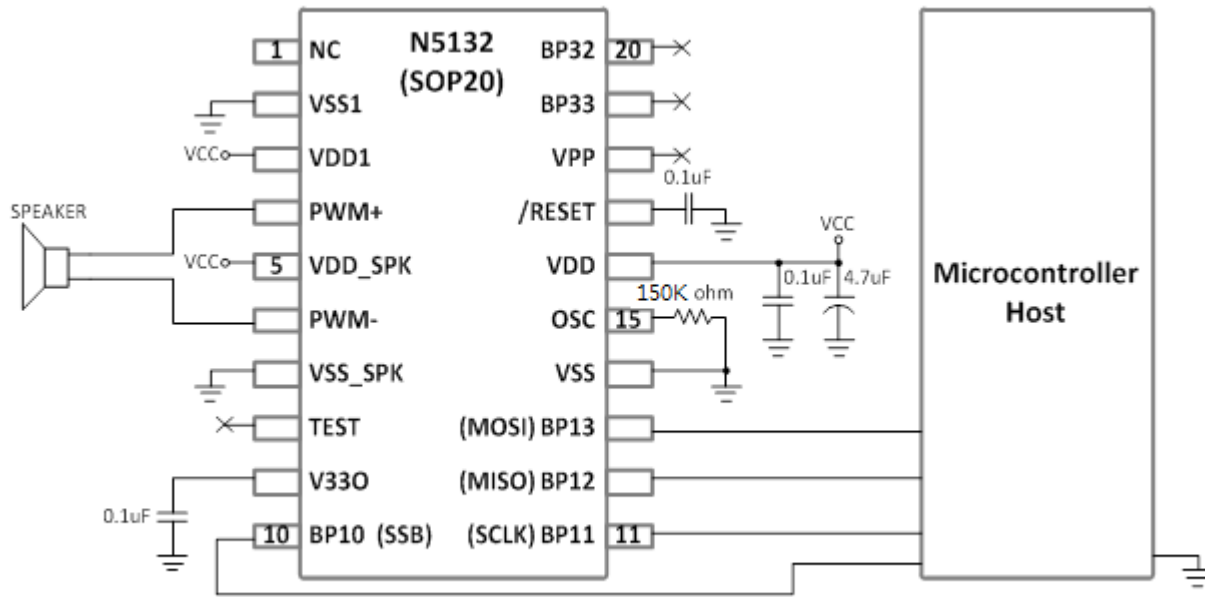 N5132
(SOP20)
1 NC
VSS1
VCC VDD1
SPEAKER
PWM+
VCC 5 VDD_SPK
PWM-
VSS_SPK
TEST
V33O
0.1uF
10 BP10 (SSB)
BP32 20
BP33
VPP
0.1uF
/RESET
VCC
VDD
0.1uF 4.7uF
150K ohm
OSC 15
VSS
(MOSI) BP13
(MISO) BP12
(SCLK) BP11 11
Microcontroller
Host